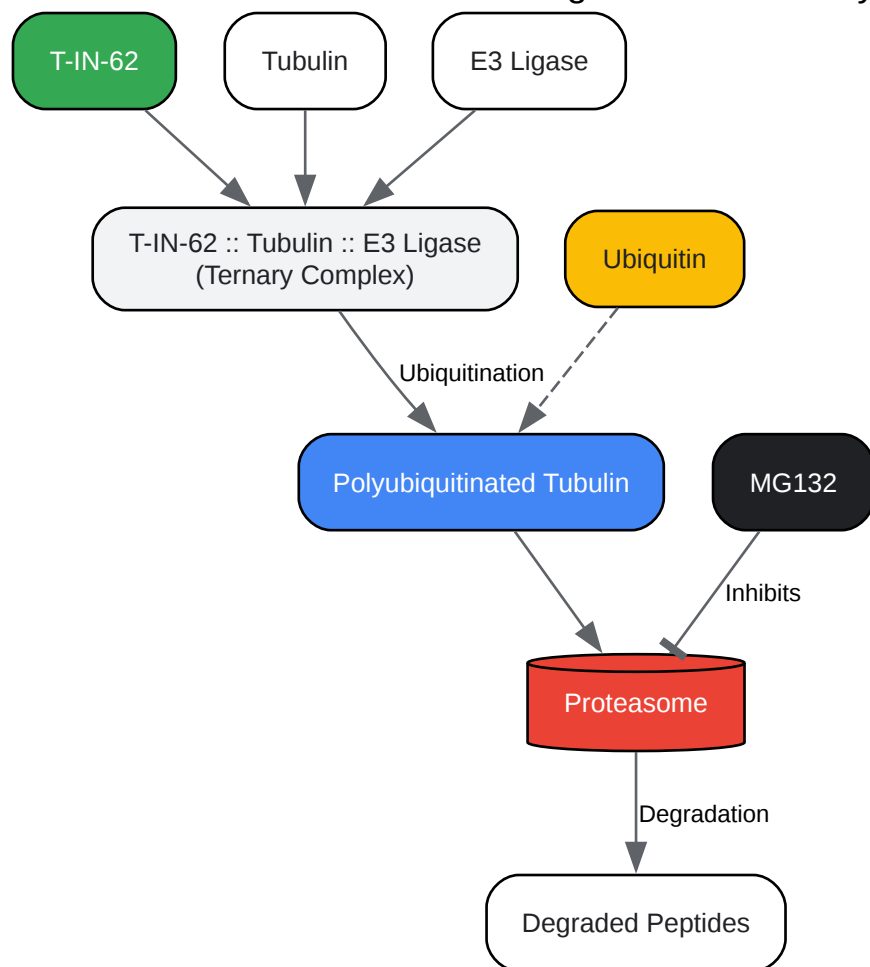 T-IN-62
Tubulin
E3 Ligase
T-IN-62 :: Tubulin :: E3 Ligase
(Ternary Complex)
Ubiquitin
Ubiquitination
Polyubiquitinated Tubulin
MG132
Inhibits
Proteasome
Degradation
Degraded Peptides